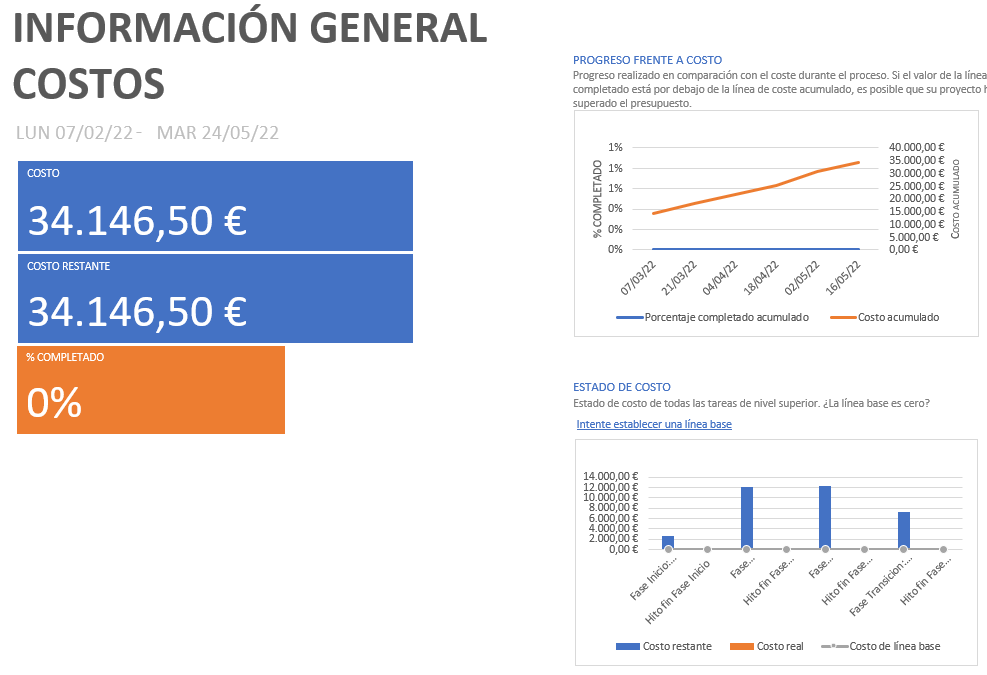 INFORMACIÓN GENERAL
COSTOS
LUN 07/02/22 - MAR 24/05/22
COSTO
34.146,50 €
COSTO RESTANTE
34.146,50 €
% COMPLETADO
0%
PROGRESO FRENTE A COSTO
Progreso realizado en comparación con el coste durante el proceso. Si el valor de la línea
completado está por debajo de la línea de coste acumulado, es posible que su proyecto h
superado el presupuesto.
% COMPLETADO
1%
1%
1%
0%
0%
0%
40.000,00 €
35.000,00 €
30.000,00 €
25.000,00 €
20.000,00 €
15.000,00 €
10.000,00 €
5.000,00 €
0,00 €
COSTO ACUMULADO
07/03/22
21/03/22
04/04/22
18/04/22
02/05/22
16/05/22
Porcentaje completado acumulado
Costo acumulado
ESTADO DE COSTO
Estado de costo de todas las tareas de nivel superior. ¿La línea base es cero?
Intente establecer una línea base
14.000,00 €
12.000,00 €
10.000,00 €
8.000,00 €
6.000,00 €
4.000,00 €
2.000,00 €
0,00 €
Fase Inicio:...
Hito fin Fase Inicio
Fase...
Hito fin Fase...
Fase...
Hito fin Fase...
Fase Transicion:...
Hito fin Fase...
Costo restante
Costo real
Costo de línea base